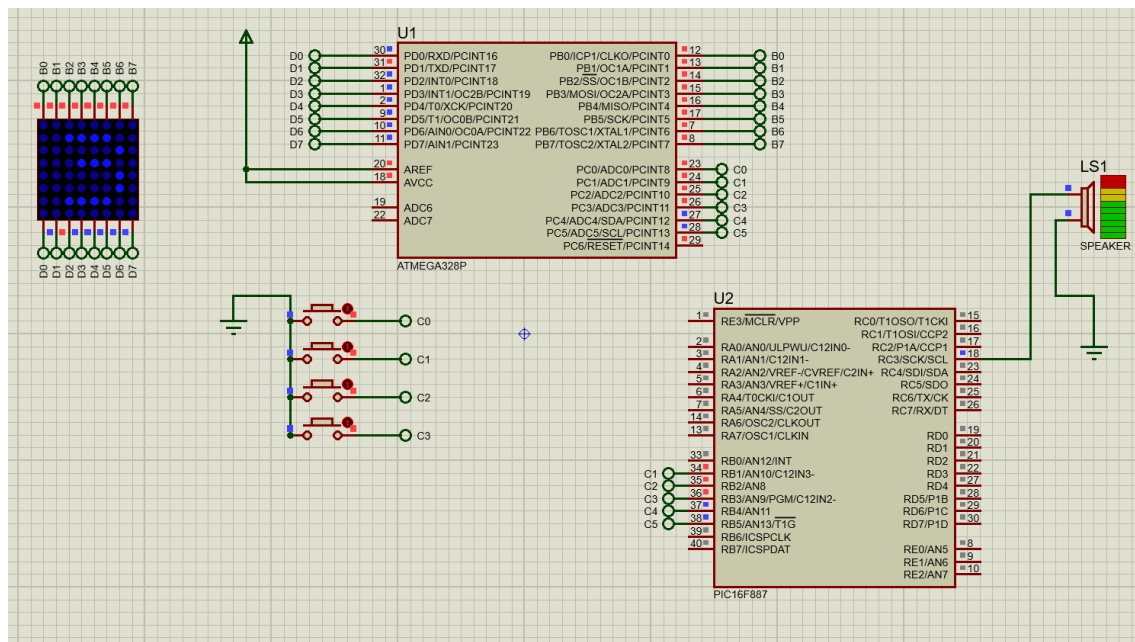 U1
B0 B1 B2 B3 B4 B5 B6 B7
D0 D1 D2 D3 D4 D5 D6 D7
D0 30 PD0/RXD/PCINT16 PB0/ICP1/CLKO/PCINT0 12 B0
D1 31 PD1/TXD/PCINT17 PB1/OC1A/PCINT1 13 B1
D2 32 PD2/INT0/PCINT18 PB2/SS/OC1B/PCINT2 14 B2
D3 1 PD3/INT1/OC2B/PCINT19 PB3/MOSI/OC2A/PCINT3 15 B3
D4 2 PD4/T0/XCK/PCINT20 PB4/MISO/PCINT4 16 B4
D5 9 PD5/T1/OC0B/PCINT21 PB5/SCK/PCINT5 17 B5
D6 10 PD6/AIN0/OC0A/PCINT22 PB6/TOSC1/XTAL1/PCINT6 7 B6
D7 11 PD7/AIN1/PCINT23 PB7/TOSC2/XTAL2/PCINT7 8 B7
20 AREF PC0/ADC0/PCINT8 23 C0
18 AVCC PC1/ADC1/PCINT9 24 C1
PC2/ADC2/PCINT10 25 C2
19 ADC6 PC3/ADC3/PCINT11 26 C3
22 ADC7 PC4/ADC4/SDA/PCINT12 27 C4
PC5/ADC5/SCL/PCINT13 28 C5
PC6/RESET/PCINT14 29
ATMEGA328P
LS1
SPEAKER
C0
C1
C2
C3
U2
1 RE3/MCLR/VPP RC0/T1OSO/T1CKI 15
RC1/T1OSI/CCP2 16
2 RA0/AN0/ULPWU/C12IN0- RC2/P1A/CCP1 17
3 RA1/AN1/C12IN1- RC3/SCK/SCL 18
4 RA2/AN2/VREF-/CVREF/C2IN+ RC4/SDI/SDA 23
5 RA3/AN3/VREF+/C1IN+ RC5/SDO 24
6 RA4/T0CKI/C1OUT RC6/TX/CK 25
7 RA5/AN4/SS/C2OUT RC7/RX/DT 26
14 RA6/OSC2/CLKOUT
13 RA7/OSC1/CLKIN RD0 19
RD1 20
33 RB0/AN12/INT RD2 21
C1 34 RB1/AN10/C12IN3- RD3 22
C2 35 RB2/AN8 RD4 27
C3 36 RB3/AN9/PGM/C12IN2- RD5/P1B 28
C4 37 RB4/AN11 RD6/P1C 29
C5 38 RB5/AN13/T1G RD7/P1D 30
39 RB6/ICSPCLK
40 RB7/ICSPDAT RE0/AN5 8
RE1/AN6 9
RE2/AN7 10
PIC16F887